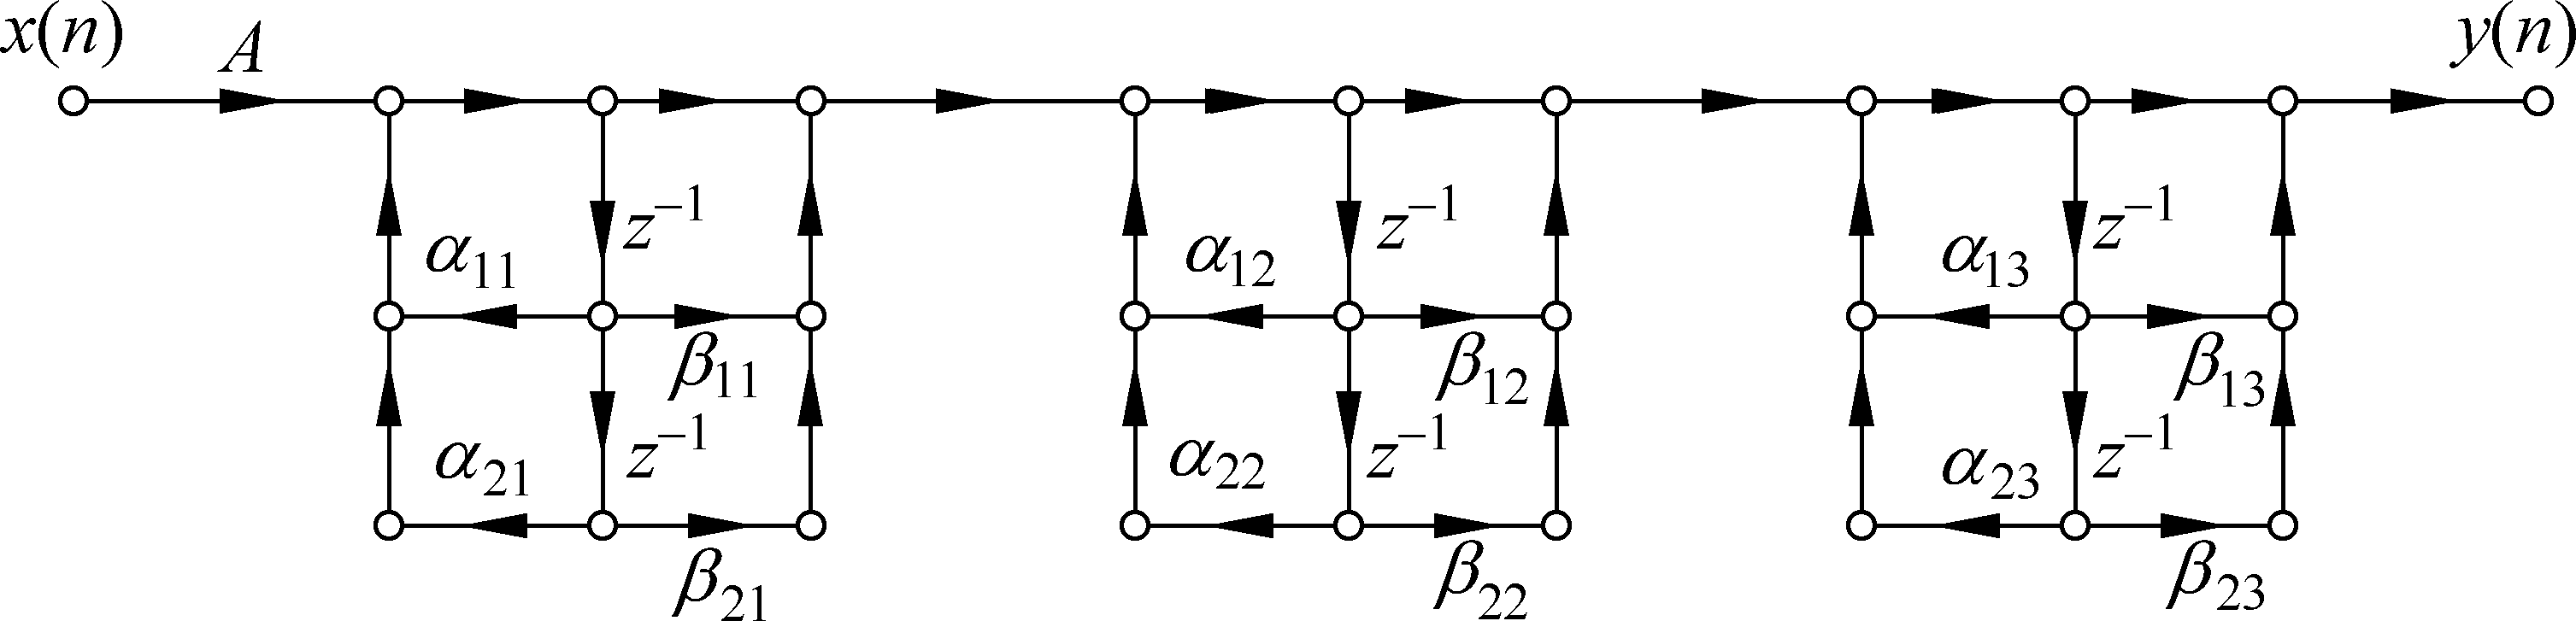 x(n) A y(n)
z⁻¹ z⁻¹ z⁻¹
α₁₁ α₁₂ α₁₃
β₁₁ β₁₂ β₁₃
z⁻¹ z⁻¹ z⁻¹
α₂₁ α₂₂ α₂₃
β₂₁ β₂₂ β₂₃